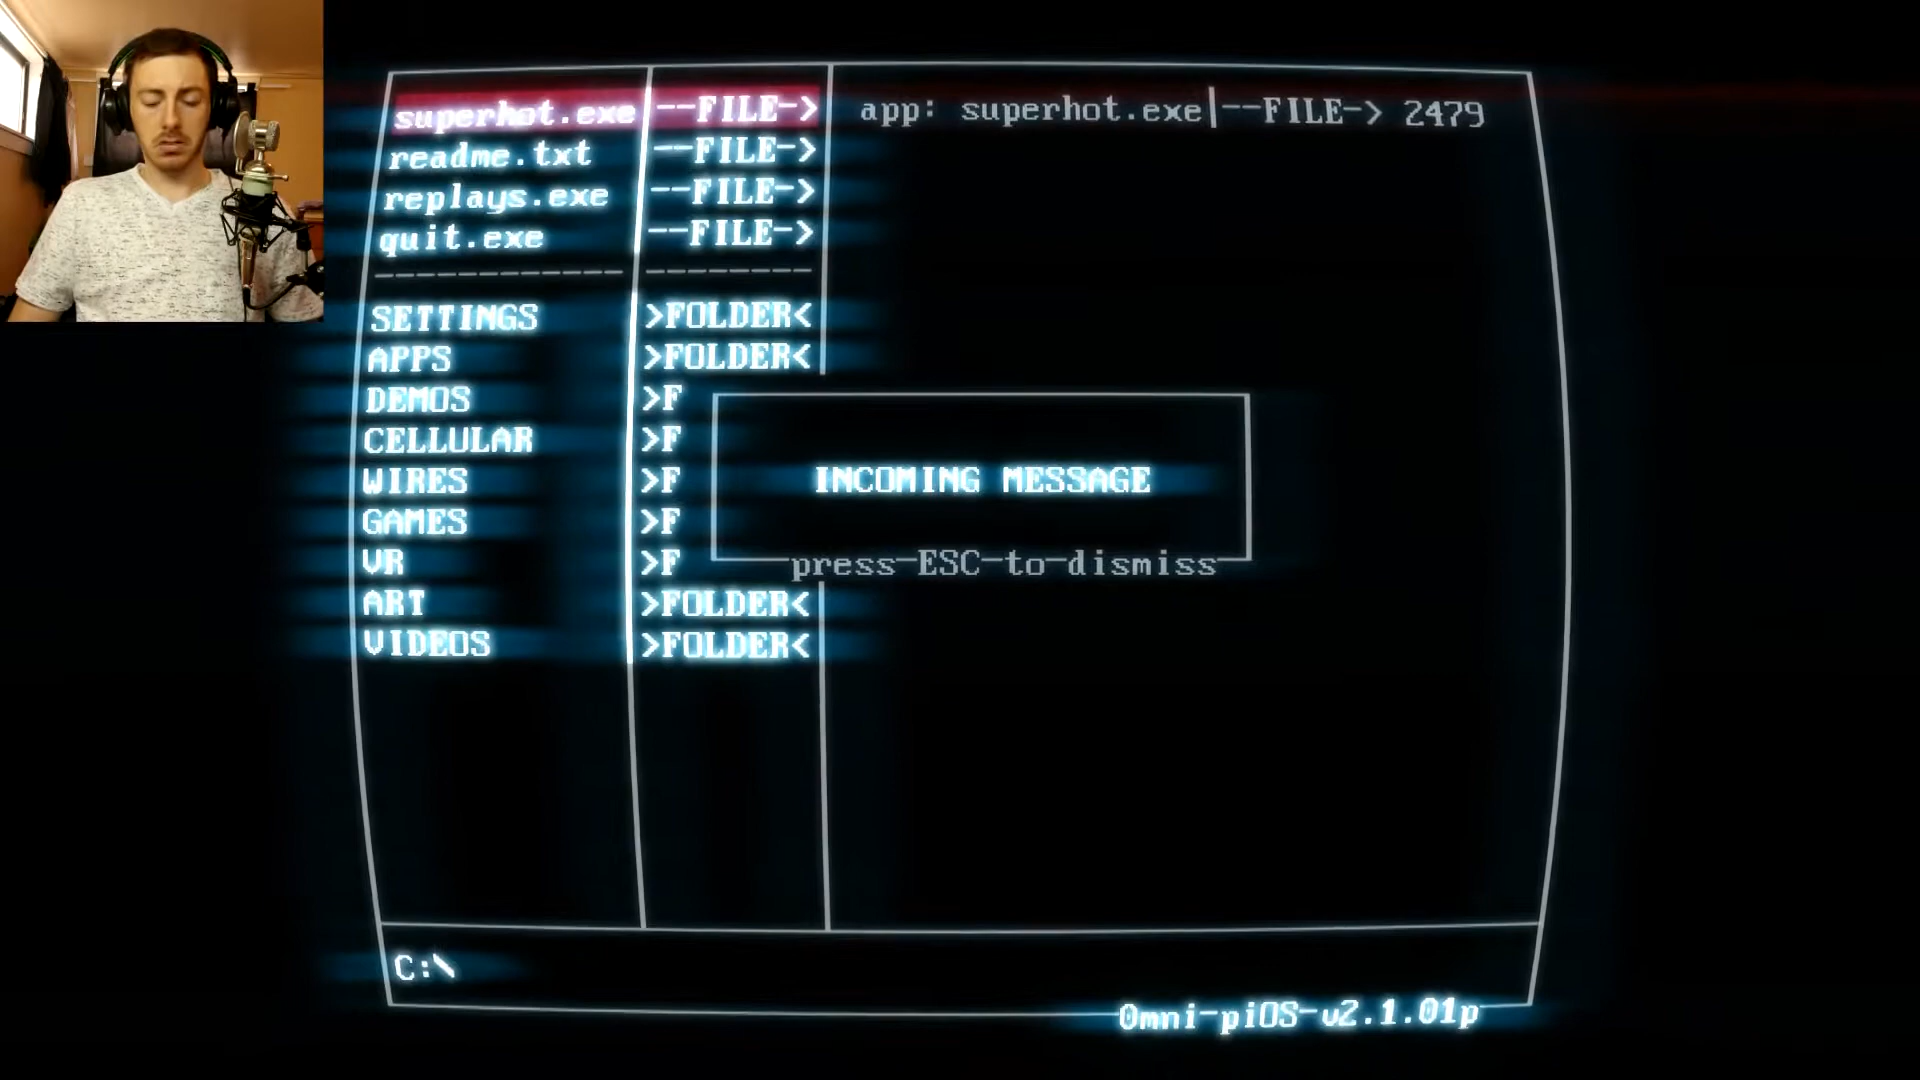 superhot.exe --FILE-> app: superhot.exe --FILE-> 2479
readme.txt --FILE->
replays.exe --FILE->
quit.exe --FILE->
SETTINGS >FOLDER<
APPS >FOLDER<
DEMOS >F
CELLULAR >F
WIRES >F
GAMES >F
VR >F
ART >FOLDER<
VIDEOS >FOLDER<
INCOMING MESSAGE
press-ESC-to-dismiss
C:\
0mni-piOS-v2.1.01p